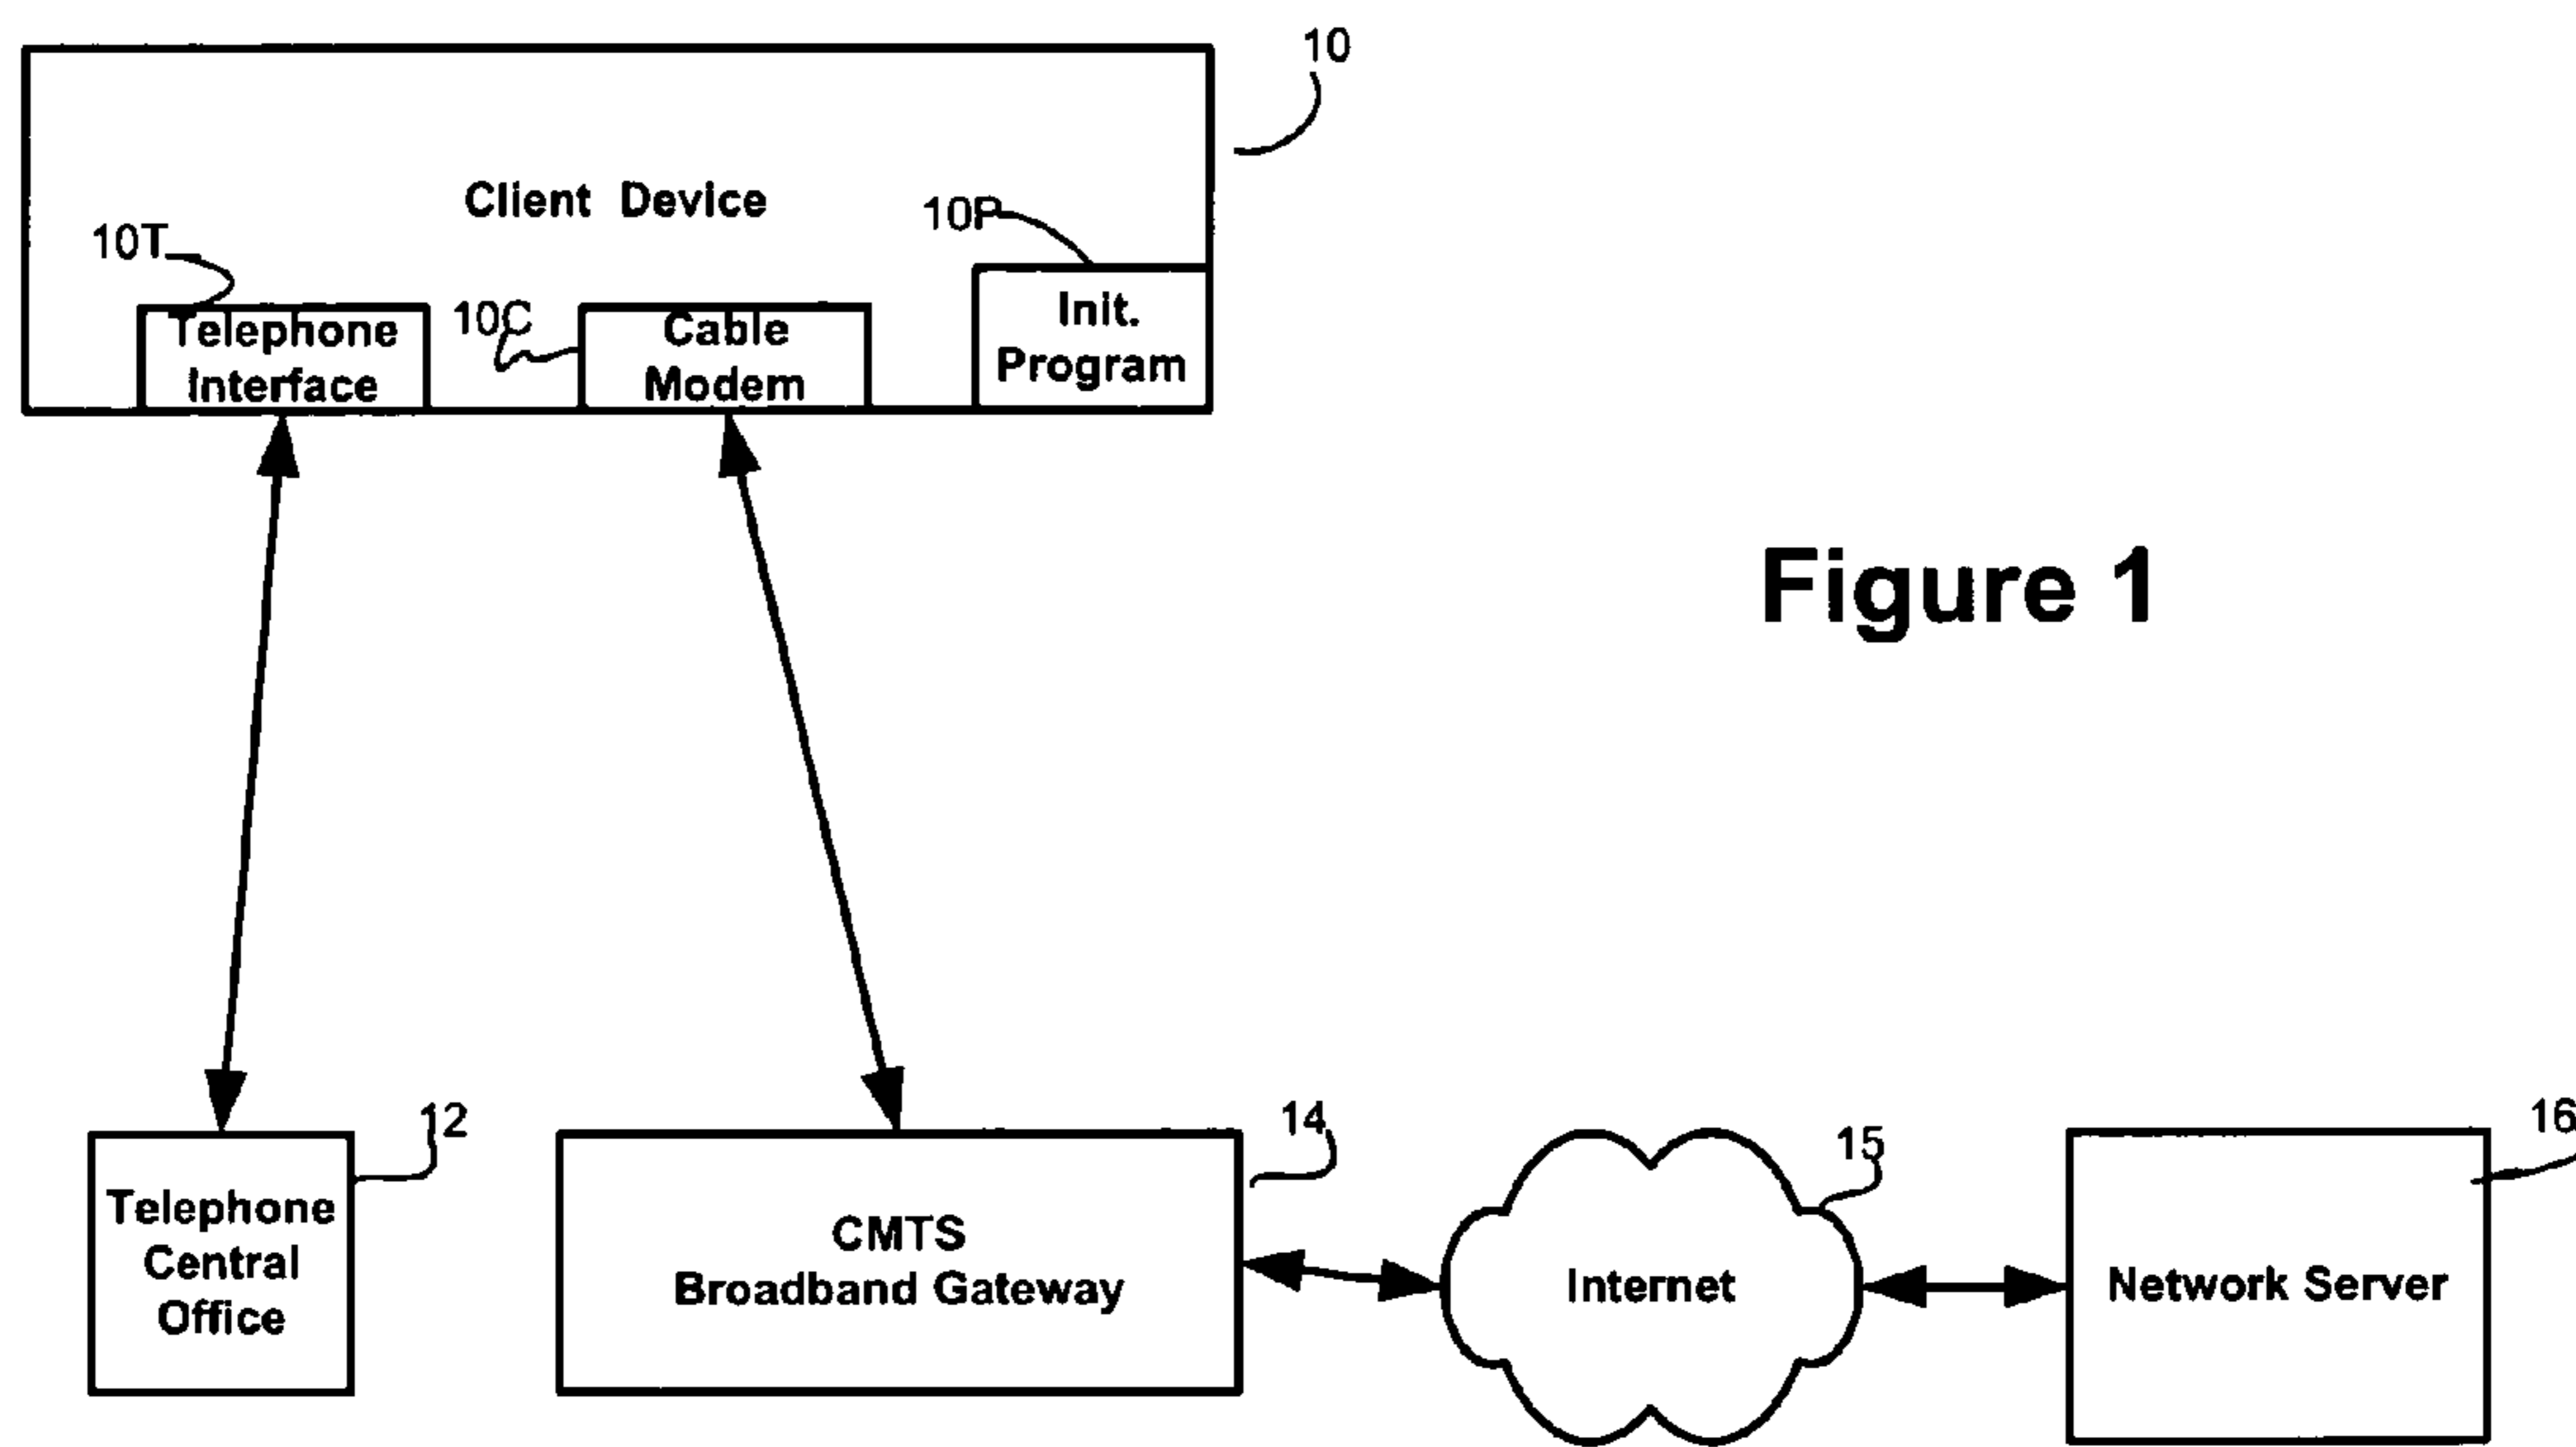 10
Client Device
10P
10T
Init.
Program
10C
Telephone
Interface
Cable
Modem
Figure 1
12
14
15
16
Telephone
Central
Office
CMTS
Broadband Gateway
Internet
Network Server